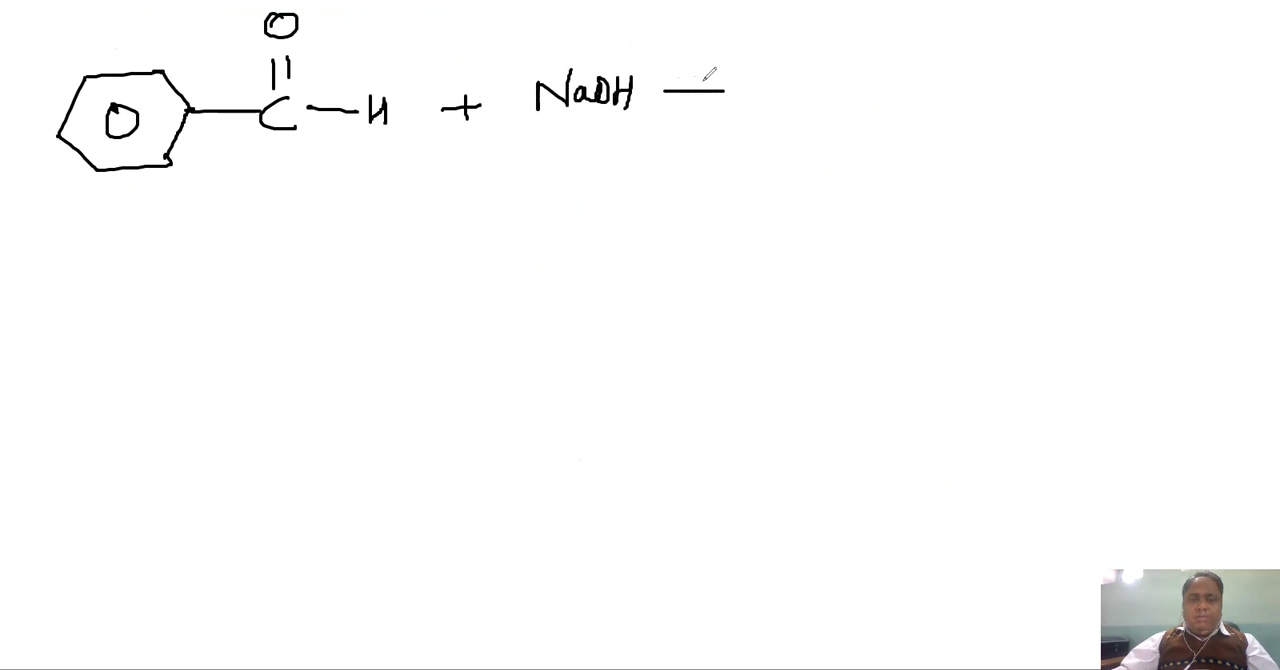 O
C — H + NaOH —